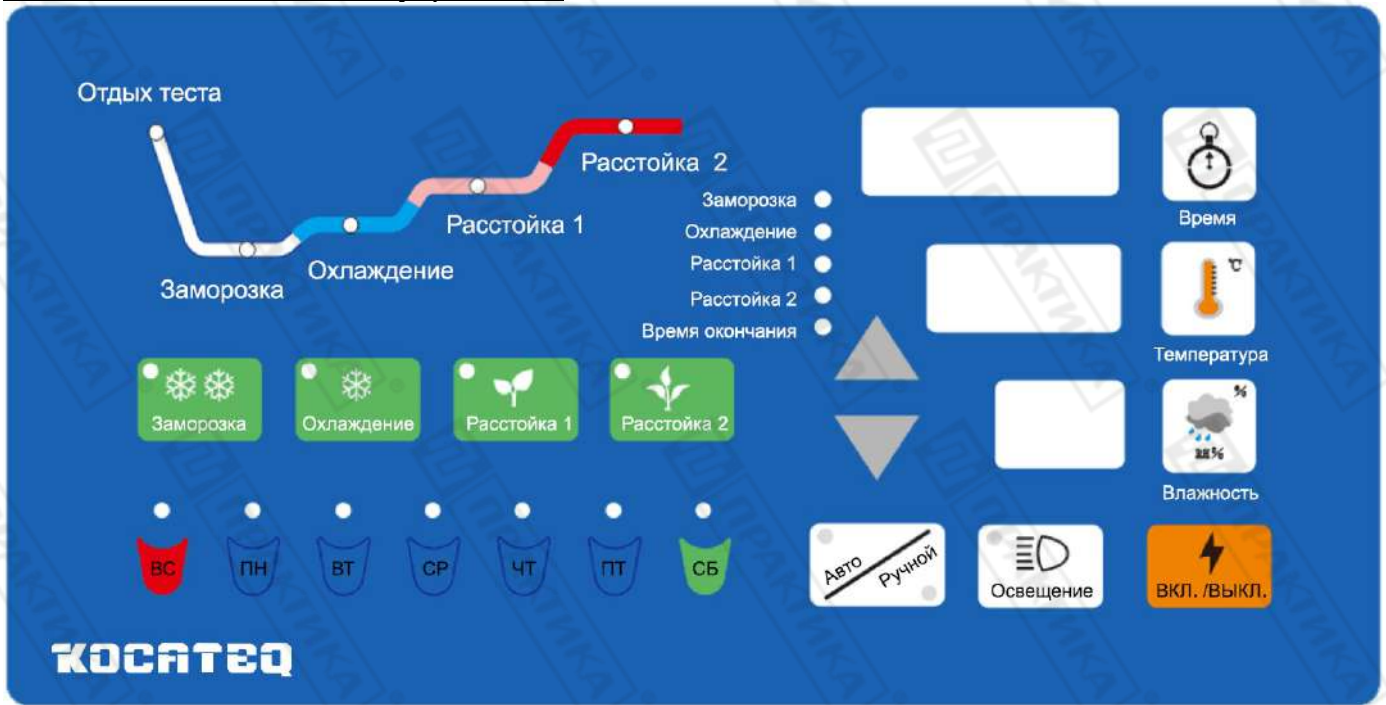 Отдых теста
Расстойка 2
Расстойка 1
Охлаждение
Заморозка
Заморозка
Охлаждение
Расстойка 1
Расстойка 2
Время окончания
Время
°C
Температура
%
Влажность
Заморозка
Охлаждение
Расстойка 1
Расстойка 2
ВС ПН ВТ СР ЧТ ПТ СБ
Авто Ручной
Освещение
ВКЛ. /ВЫКЛ.
KOCATEQ
ПРАКТИКА